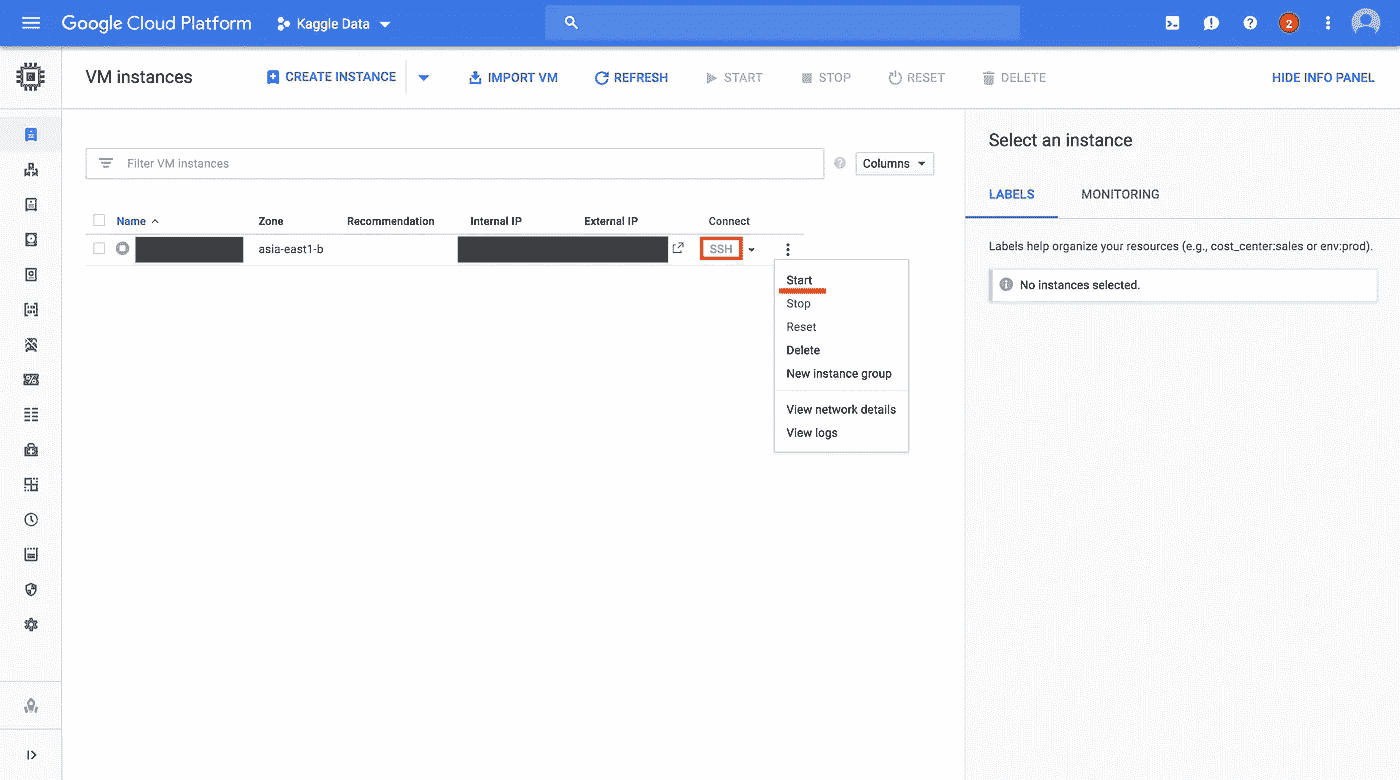 Google Cloud Platform Kaggle Data 2
VM instances CREATE INSTANCE IMPORT VM REFRESH START STOP RESET DELETE HIDE INFO PANEL
Filter VM instances Columns
Name Zone Recommendation Internal IP External IP Connect
asia-east1-b SSH
Start
Stop
Reset
Delete
New instance group
View network details
View logs
Select an instance
LABELS MONITORING
Labels help organize your resources (e.g., cost_center:sales or env:prod).
No instances selected.